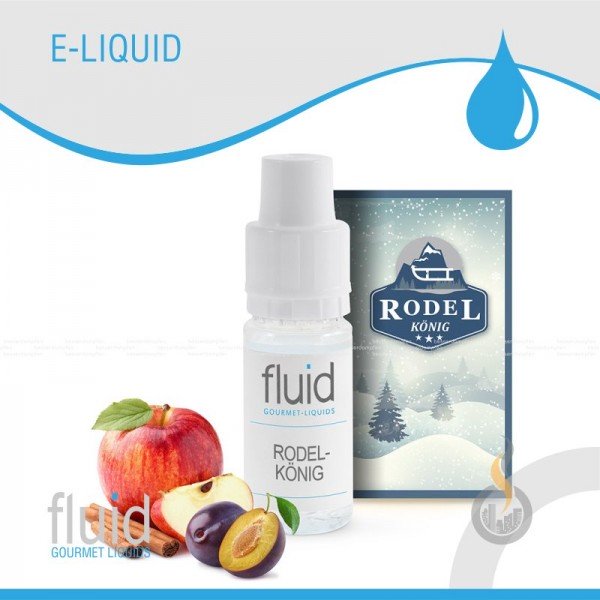 E-LIQUID
RODEL
KÖNIG
fluid
GOURMET-LIQUIDS
RODEL-
KÖNIG
fluid
GOURMET LIQUIDS